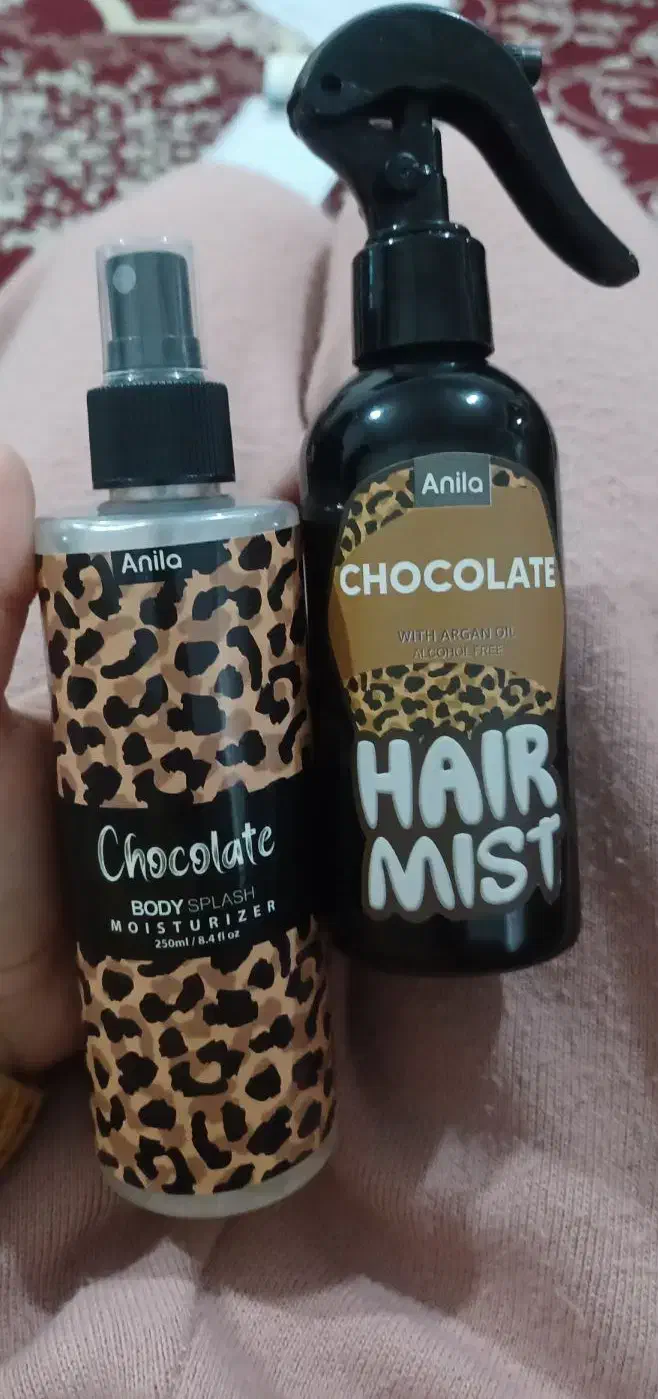 Anila
Chocolate
BODY SPLASH
MOISTURIZER
250ml / 8.4 fl oz
Anila
CHOCOLATE
WITH ARGAN OIL
ALCOHOL FREE
HAIR
MIST